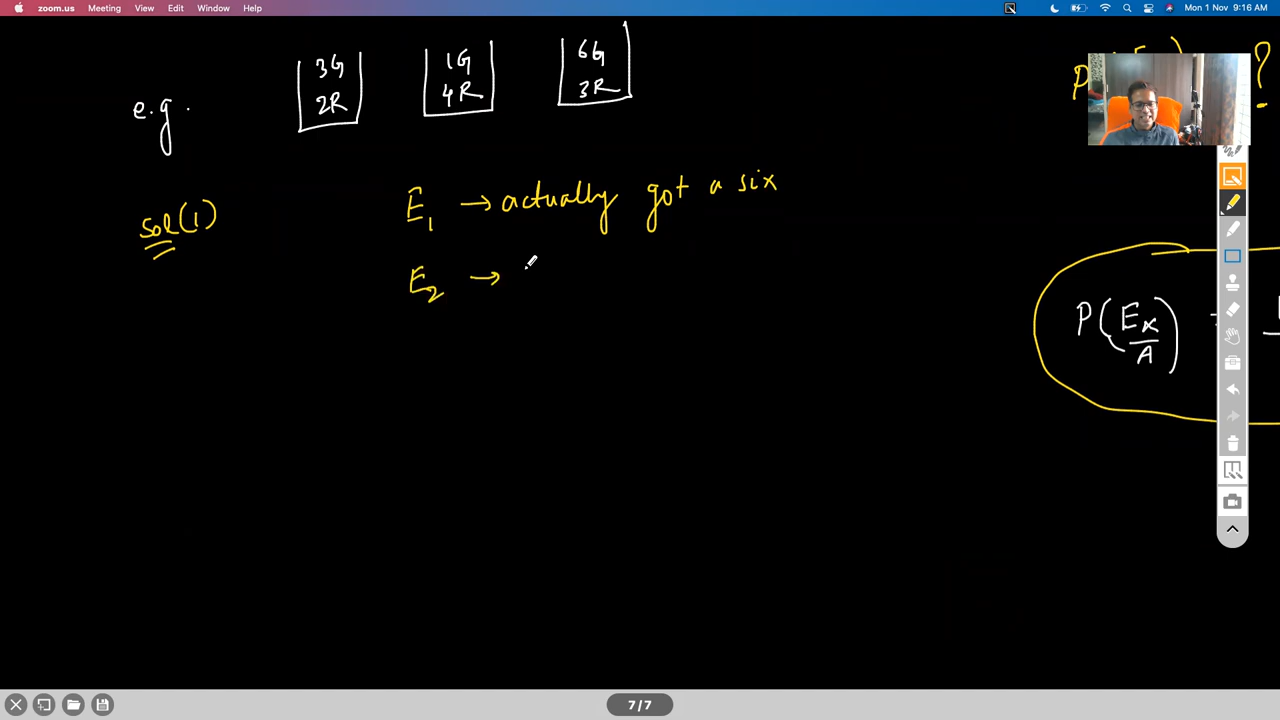 zoom.us Meeting View Edit Window Help Mon 1 Nov 9:16 AM
3G 1G 6G
2R 4R 3R
e.g.
P ?
sol(1) E1 → actually got a six
E2 →
P(Ek/A)
7/7